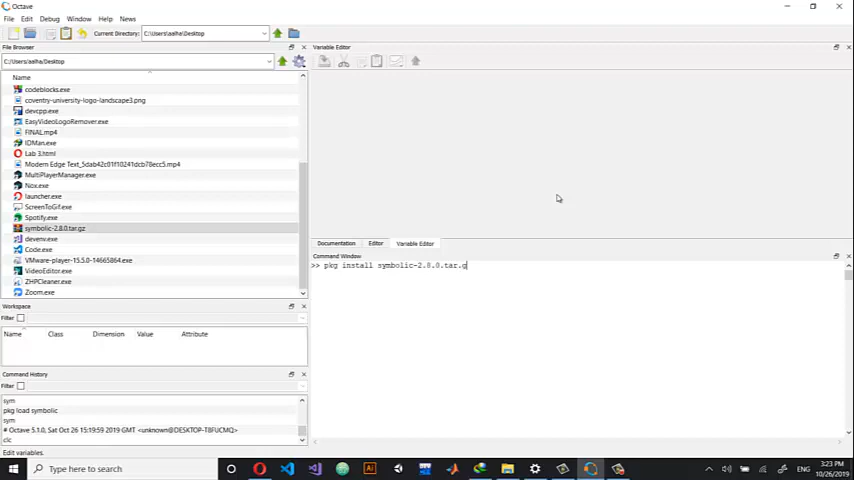 Octave
File Edit Debug Window Help News
Current Directory: C:\Users\aalha\Desktop
File Browser
Variable Editor
C:/Users/aalha/Desktop
Name
codeblocks.exe
coventry-university-logo-landscape3.png
devcpp.exe
EasyVideoLogoRemover.exe
FINAL.mp4
IDMan.exe
Lab 3.html
Modern Edge Text_5dab42c01f10241dcb78ecc5.mp4
MultiPlayerManager.exe
Nox.exe
launcher.exe
ScreenToGif.exe
Spotify.exe
symbolic-2.8.0.tar.gz
devenv.exe
Code.exe
VMware-player-15.5.0-14665864.exe
VideoEditor.exe
ZHPCleaner.exe
Zoom.exe
Documentation Editor Variable Editor
Command Window
>> pkg install symbolic-2.8.0.tar.g
Workspace
Filter
Name Class Dimension Value Attribute
Command History
Filter
sym
pkg load symbolic
sym
# Octave 5.1.0, Sat Oct 26 15:19:59 2019 GMT <unknown@DESKTOP-T8FUCMQ>
clc
Edit variables.
Type here to search
ENG
3:23 PM
10/26/2019